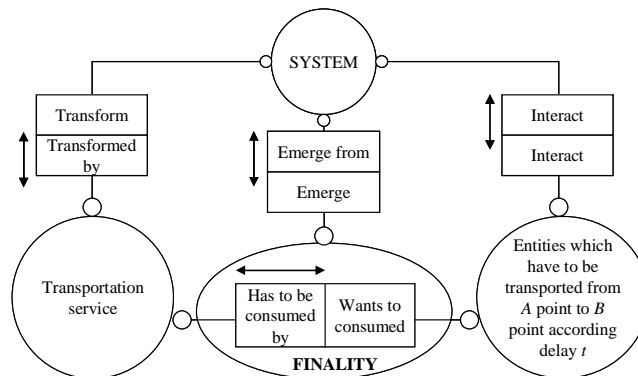 SYSTEM
Transform
Transformed
by
Emerge from
Emerge
Interact
Interact
Transportation
service
Has to be
consumed
by
Wants to
consumed
FINALITY
Entities which
have to be
transported from
A point to B
point according
delay t